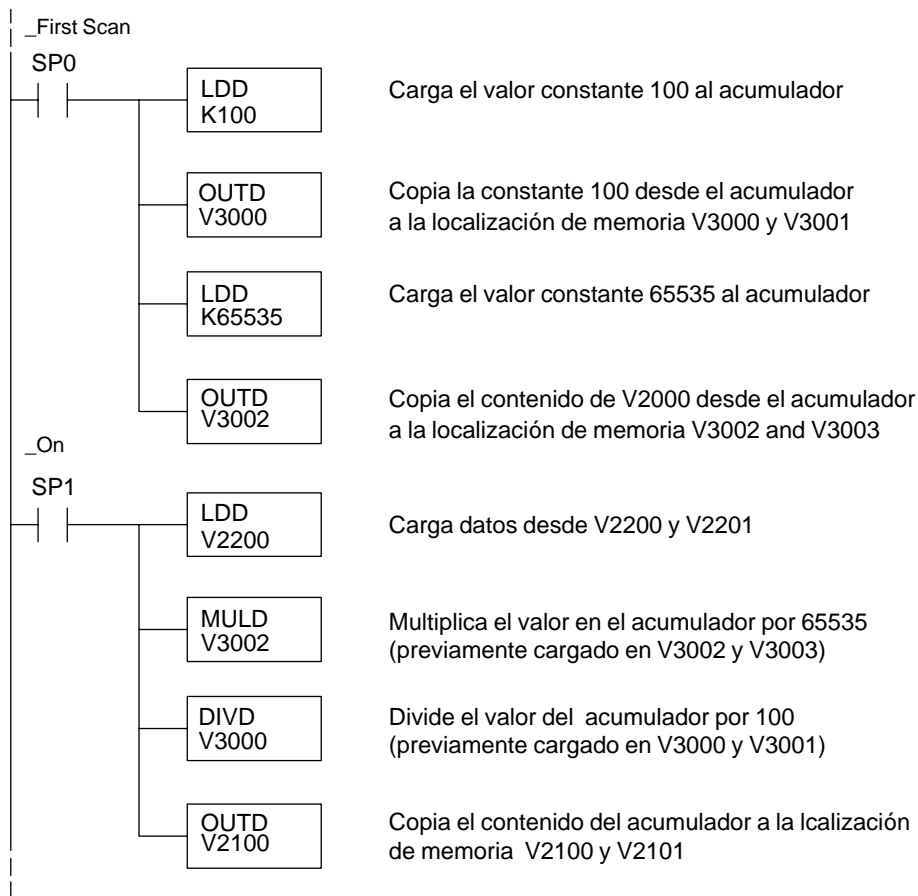 _First Scan
SP0
LDD
K100
Carga el valor constante 100 al acumulador
OUTD
V3000
Copia la constante 100 desde el acumulador
a la localización de memoria V3000 y V3001
LDD
K65535
Carga el valor constante 65535 al acumulador
OUTD
V3002
Copia el contenido de V2000 desde el acumulador
a la localización de memoria V3002 and V3003
_On
SP1
LDD
V2200
Carga datos desde V2200 y V2201
MULD
V3002
Multiplica el valor en el acumulador por 65535
(previamente cargado en V3002 y V3003)
DIVD
V3000
Divide el valor del acumulador por 100
(previamente cargado en V3000 y V3001)
OUTD
V2100
Copia el contenido del acumulador a la lcalización
de memoria V2100 y V2101